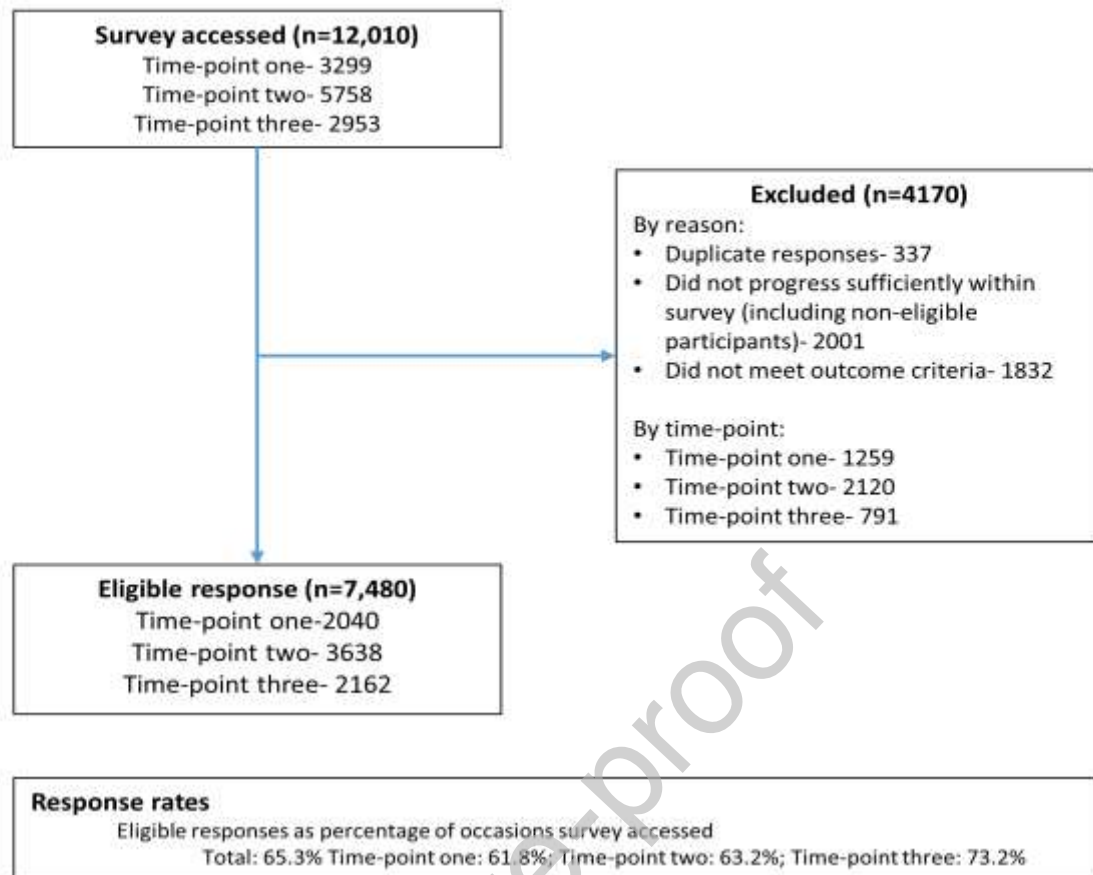 Survey accessed (n=12,010)
Time-point one- 3299
Time-point two- 5758
Time-point three- 2953
Excluded (n=4170)
By reason:
• Duplicate responses- 337
• Did not progress sufficiently within
survey (including non-eligible
participants)- 2001
• Did not meet outcome criteria- 1832
By time-point:
• Time-point one- 1259
• Time-point two- 2120
• Time-point three- 791
Eligible response (n=7,480)
Time-point one-2040
Time-point two- 3638
Time-point three- 2162
Response rates
Eligible responses as percentage of occasions survey accessed
Total: 65.3% Time-point one: 61.8%; Time-point two: 63.2%; Time-point three: 73.2%
e-proof